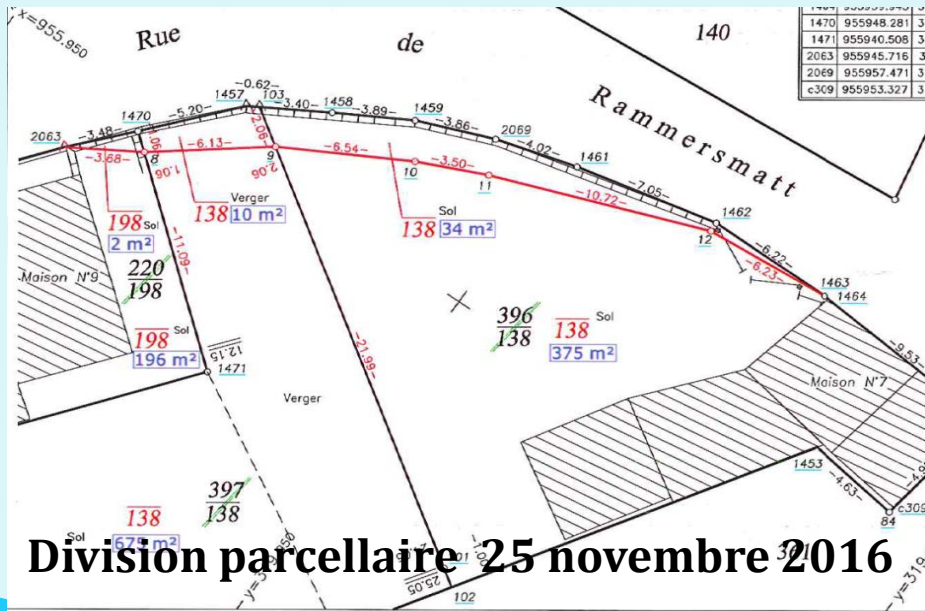 x=955.950
Rue de Rammersmatt
140
1470 955948.281 3
1471 955940.508 3
2063 955945.716 3
2069 955957.471 3
c309 955953.327 3
2063
-3.48-
1470
-5.20-
1457
-0.62-
103
-3.40-
1458
-3.89-
1459
-3.86-
2069
-4.02-
1461
-7.05-
1462
-6.22-
1463
1464
-9.53-
-3.68-
8
1.06
-6.13-
9
2.06
2.06
-6.54-
10
-3.50-
11
-10.72-
12
-6.23-
198 Sol
2 m²
138 Verger
10 m²
138 Sol
34 m²
220
198
Maison N°9
198 Sol
196 m²
-11.09-
12.15
1471
Verger
-21.99-
396
138
138 Sol
375 m²
Maison N°7
1453
-4.63-
84
c309
397
138
138
Sol
675 m²
25.05
102
361
Division parcellaire 25 novembre 2016